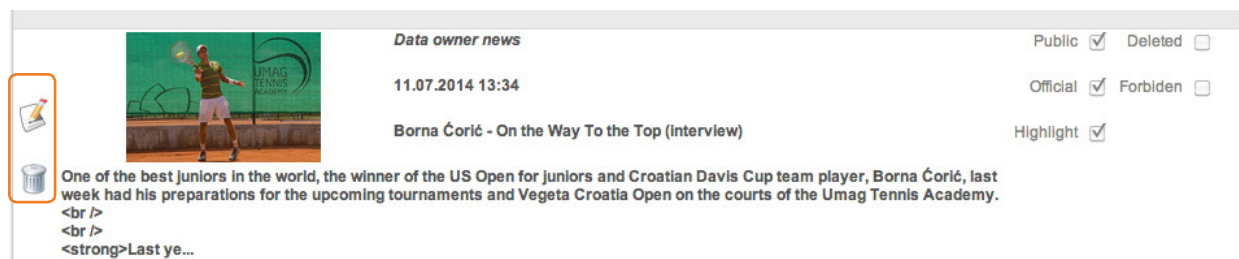 Data owner news
Public
Deleted
UMAG
TENNIS
ACADEMY
11.07.2014 13:34
Official
Forbiden
Borna Ćorić - On the Way To the Top (interview)
Highlight
One of the best juniors in the world, the winner of the US Open for juniors and Croatian Davis Cup team player, Borna Ćorić, last
week had his preparations for the upcoming tournaments and Vegeta Croatia Open on the courts of the Umag Tennis Academy.
<br />
<br />
<strong>Last ye...